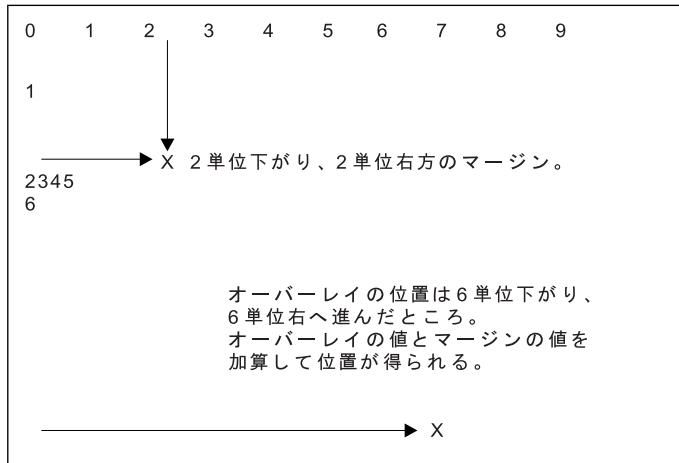 0 1 2 3 4 5 6 7 8 9
1
X 2単位下がり、2単位右方のマージン。
2345
6
オーバーレイの位置は6単位下がり、
6単位右へ進んだところ。
オーバーレイの値とマージンの値を
加算して位置が得られる。
X